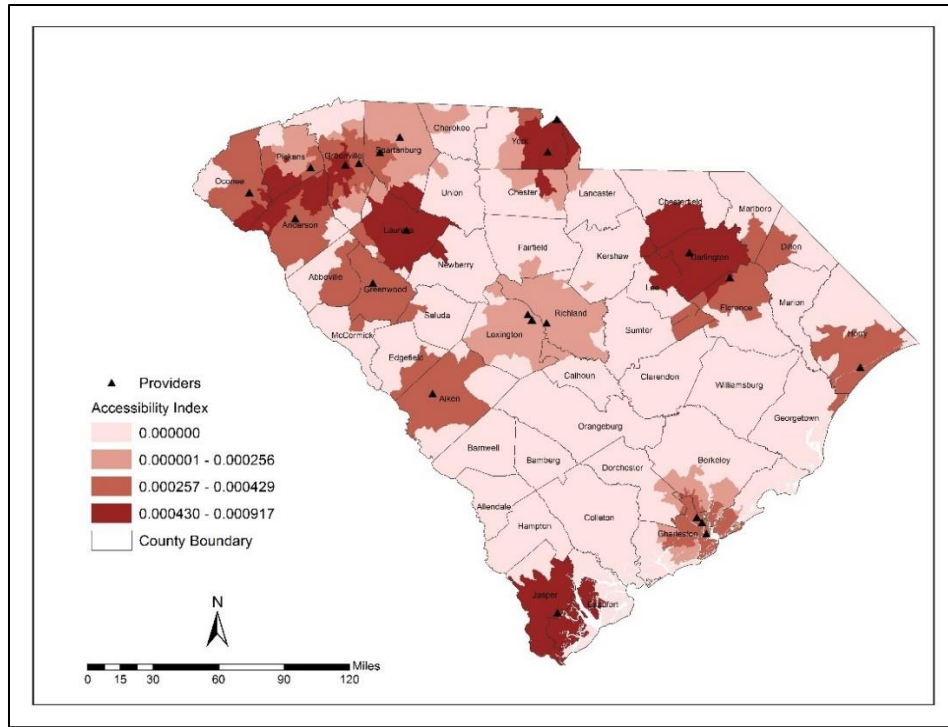 Cherokee
York
Spartanburg
Greenville
Pickens
Oconee
Union
Chester
Lancaster
Chesterfield
Marlboro
Anderson
Laurens
Fairfield
Darlington
Dillon
Newberry
Kershaw
Abbeville
Greenwood
Lee
Florence
Marion
Saluda
Richland
McCormick
Lexington
Sumter
Horry
Edgefield
Calhoun
Clarendon
Williamsburg
Aiken
Georgetown
Orangeburg
Barnwell
Bamberg
Dorchester
Berkeley
Allendale
Colleton
Hampton
Charleston
Jasper
Beaufort
Providers
Accessibility Index
0.000000
0.000001 - 0.000256
0.000257 - 0.000429
0.000430 - 0.000917
County Boundary
N
Miles
0 15 30 60 90 120